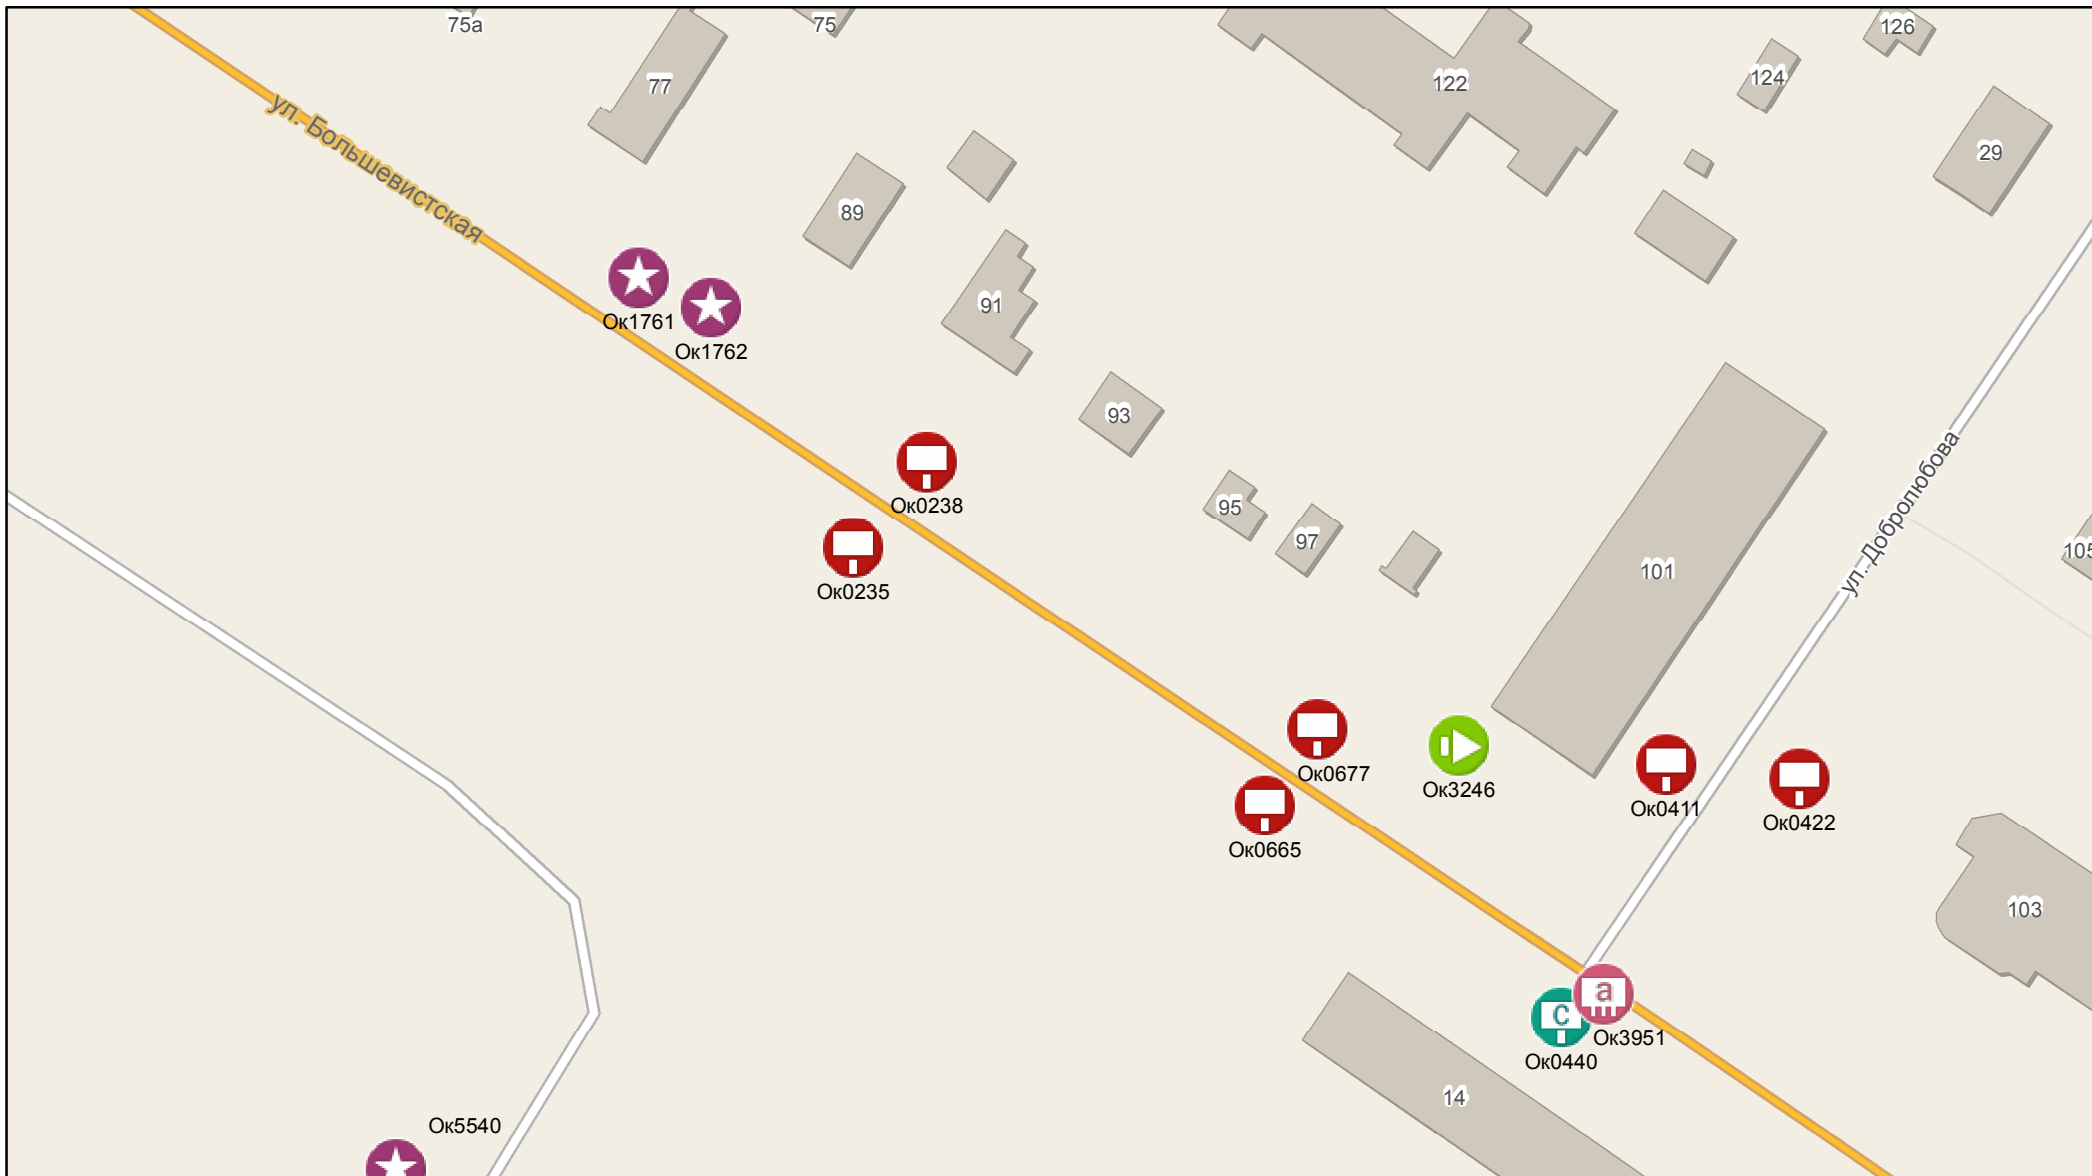 75а
75
126
77
122
124
ул. Большевистская
29
89
Ок1761
91
Ок1762
93
ул. Добролюбова
Ок0238
95
97
105
101
Ок0235
Ок0677
Ок3246
Ок0411
Ок0422
Ок0665
103
а
С
Ок3951
Ок0440
14
Ок5540